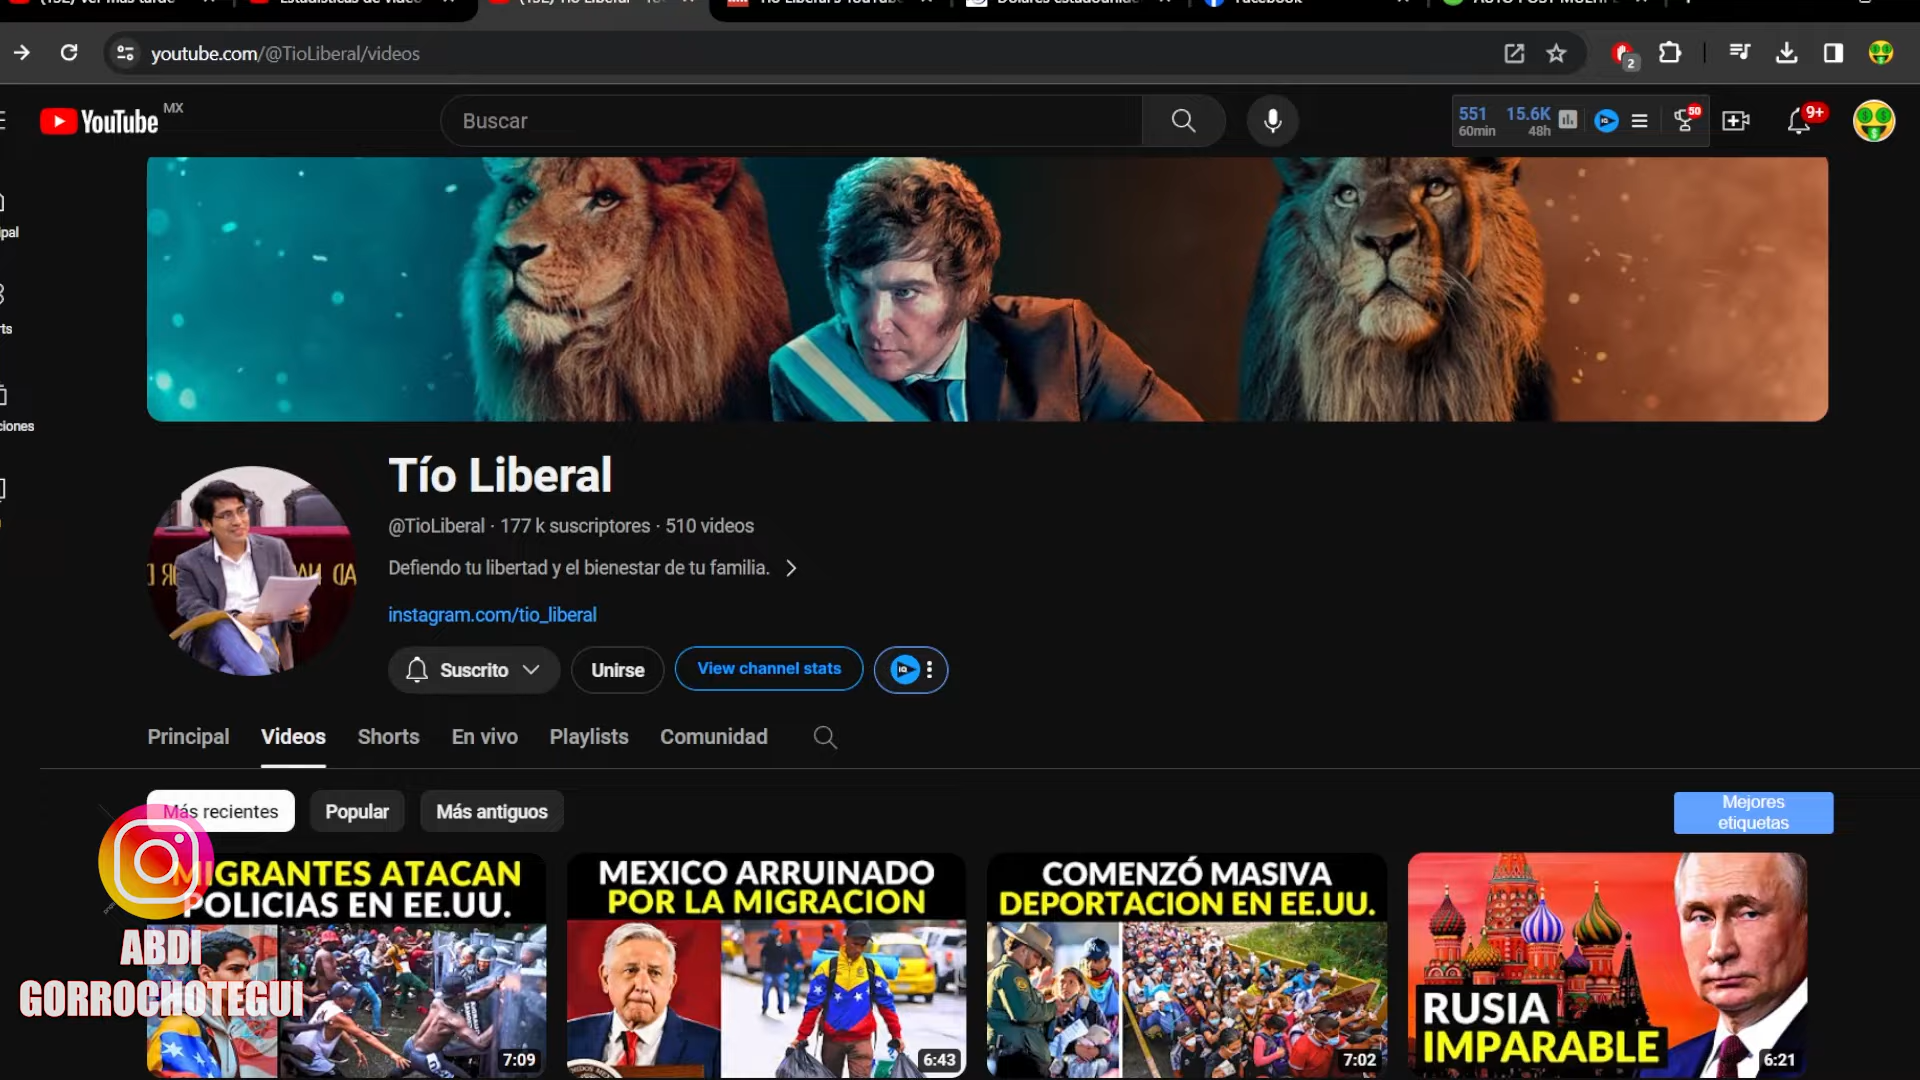 youtube.com/@TioLiberal/videos
2
YouTube MX
Buscar
551 15.6K
60min 48h
50
9+
Tío Liberal
@TioLiberal · 177 k suscriptores · 510 videos
Defiendo tu libertad y el bienestar de tu familia.
instagram.com/tio_liberal
Suscrito
Unirse
View channel stats
IQ
Principal Videos Shorts En vivo Playlists Comunidad
Más recientes Popular Más antiguos
Mejores
etiquetas
MIGRANTES ATACAN
POLICIAS EN EE.UU.
7:09
MEXICO ARRUINADO
POR LA MIGRACION
6:43
COMENZÓ MASIVA
DEPORTACION EN EE.UU.
7:02
RUSIA
IMPARABLE
6:21
ABDI
GORROCHOTEGUI